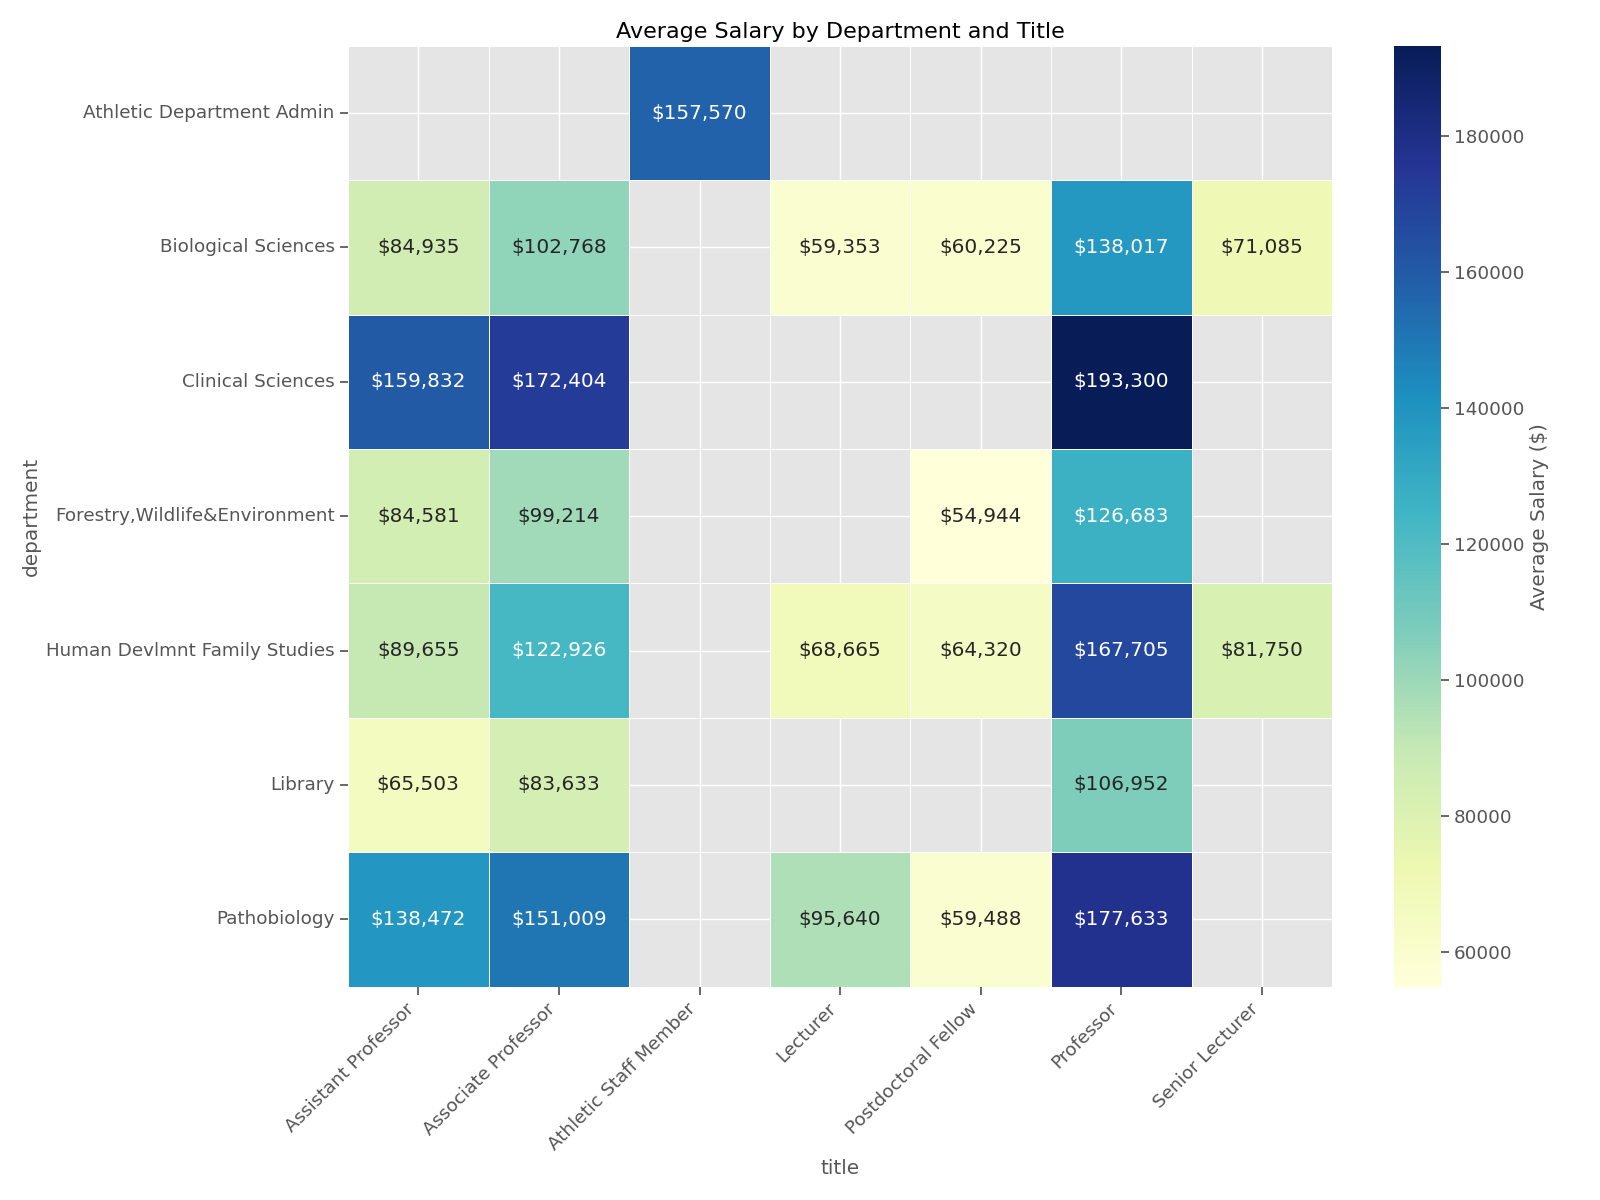 Average Salary by Department and Title
Athletic Department Admin
$157,570
Biological Sciences
$84,935 $102,768 $59,353 $60,225 $138,017 $71,085
Clinical Sciences
$159,832 $172,404 $193,300
Forestry,Wildlife&Environment
$84,581 $99,214 $54,944 $126,683
Human Devlmnt Family Studies
$89,655 $122,926 $68,665 $64,320 $167,705 $81,750
Library
$65,503 $83,633 $106,952
Pathobiology
$138,472 $151,009 $95,640 $59,488 $177,633
department
Assistant Professor
Associate Professor
Athletic Staff Member
Lecturer
Postdoctoral Fellow
Professor
Senior Lecturer
title
180000
160000
140000
120000
100000
80000
60000
Average Salary ($)